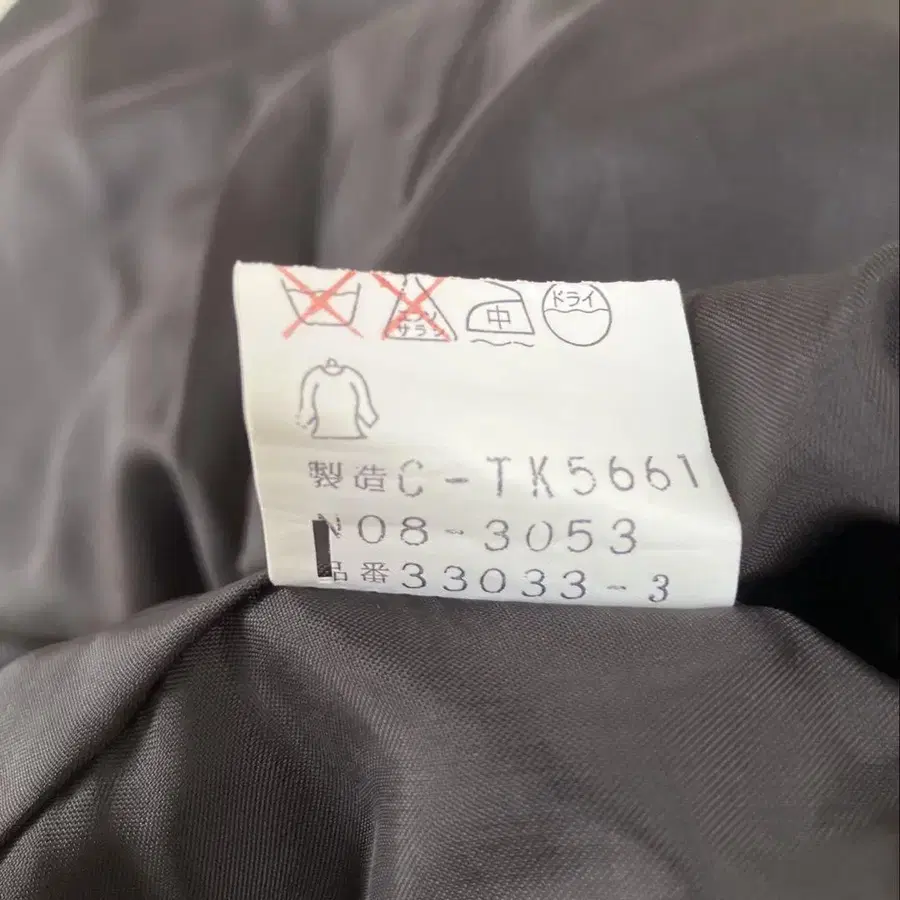 エンソ
サラシ
中
ドライ
製造C-TK5661
N08-3053
品番33033-3